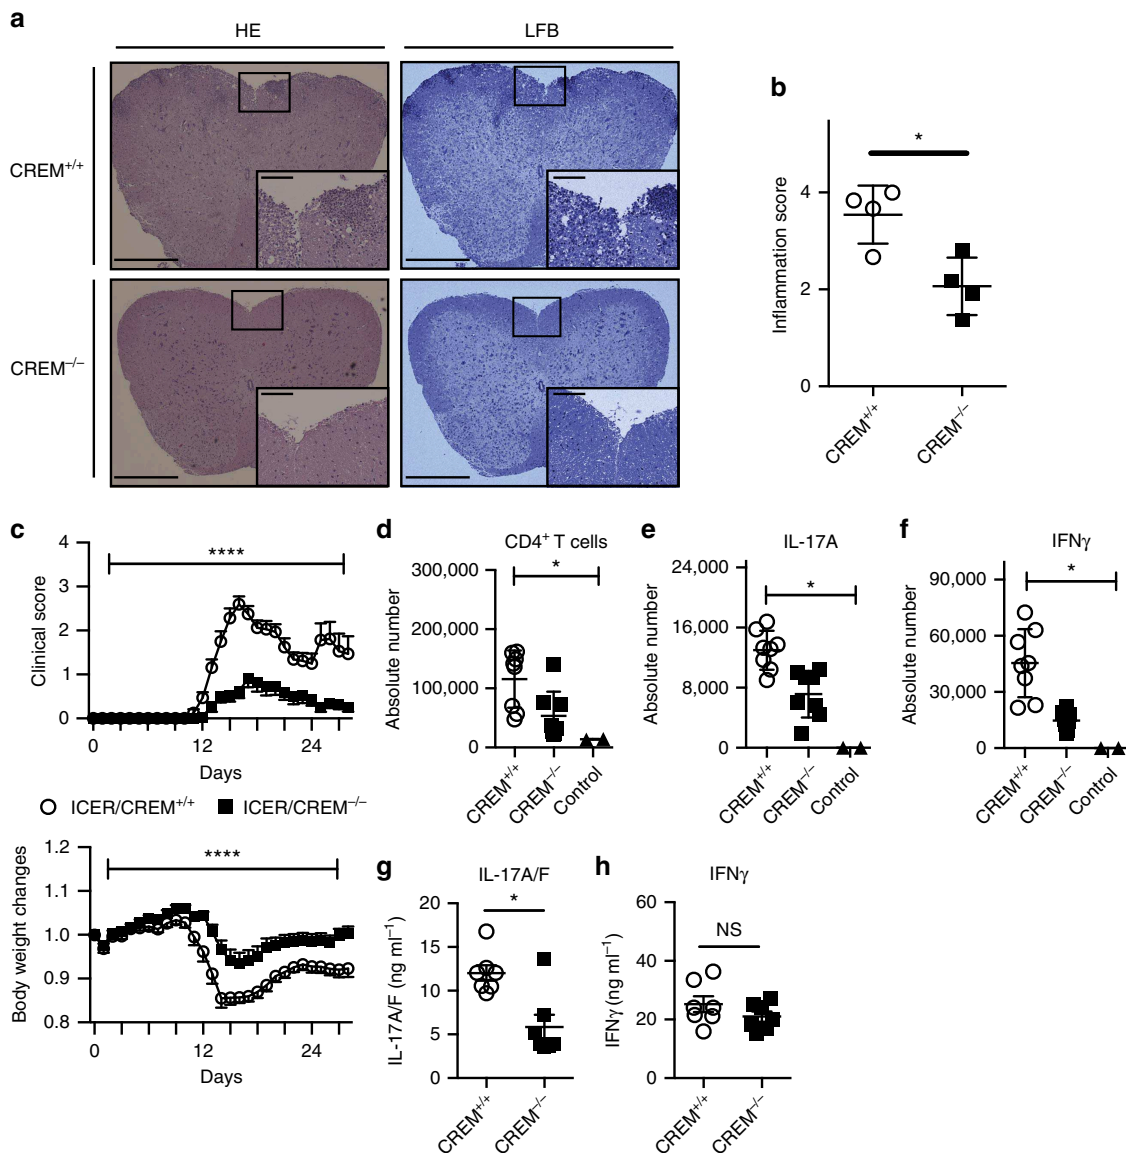 a
HE
LFB
CREM+/+
CREM−/−
b
*
Inflammation score
4
2
0
CREM+/+
CREM−/−
c
****
Clinical score
4
3
2
1
0
0
12
24
Days
ICER/CREM+/+
ICER/CREM−/−
****
Body weight changes
1.2
1.1
1.0
0.9
0.8
0
12
24
Days
d
CD4+ T cells
*
Absolute number
300,000
200,000
100,000
0
CREM+/+
CREM−/−
Control
e
IL-17A
*
Absolute number
24,000
16,000
8,000
0
CREM+/+
CREM−/−
Control
f
IFNγ
*
Absolute number
90,000
60,000
30,000
0
CREM+/+
CREM−/−
Control
g
IL-17A/F
*
IL-17A/F (ng ml−1)
20
15
10
5
0
CREM+/+
CREM−/−
h
IFNγ
NS
IFNγ (ng ml−1)
60
40
20
0
CREM+/+
CREM−/−